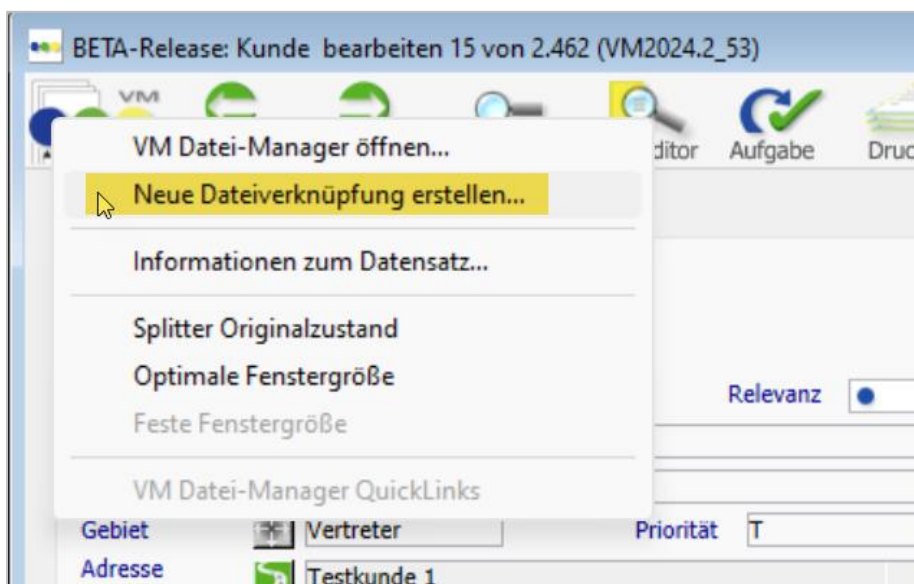 BETA-Release: Kunde bearbeiten 15 von 2.462 (VM2024.2_53)
VM
Aufgabe
VM Datei-Manager öffnen...
Neue Dateiverknüpfung erstellen...
Informationen zum Datensatz...
Splitter Originalzustand
Optimale Fenstergröße
Relevanz
Feste Fenstergröße
VM Datei-Manager QuickLinks
Gebiet Vertreter Priorität T
Adresse Testkunde 1